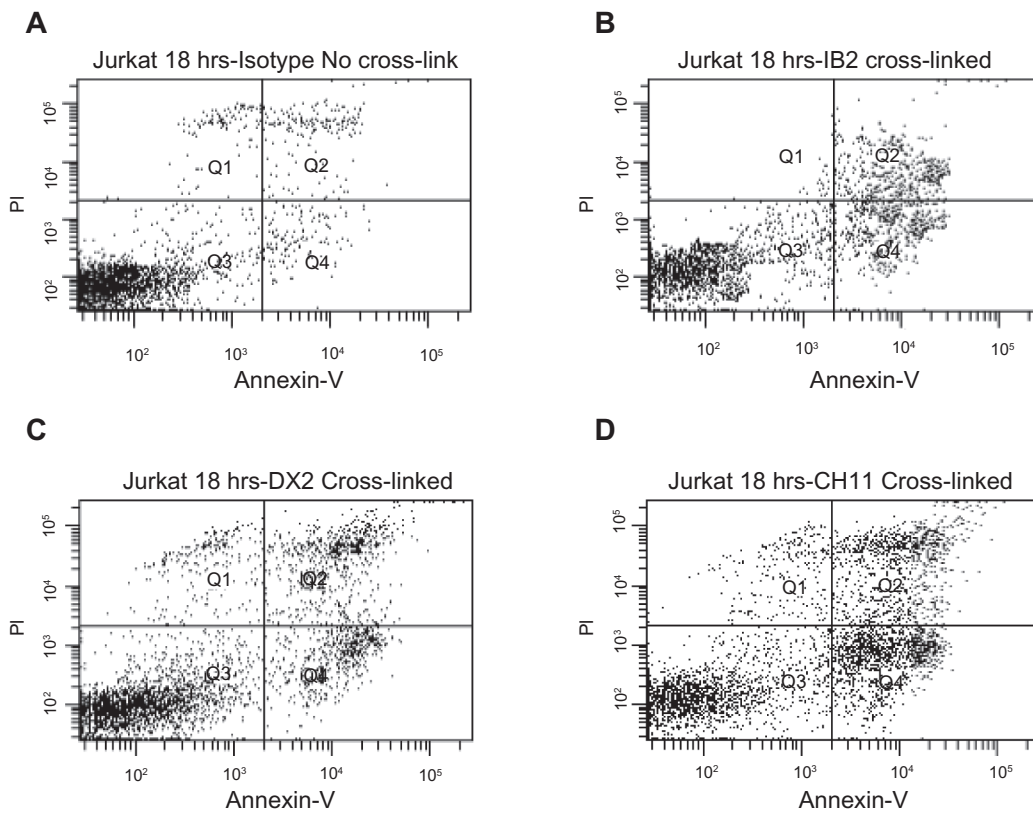 A
Jurkat 18 hrs-Isotype No cross-link
PI
10⁵
10⁴
10³
10²
Q1
Q2
Q3
Q4
10²
10³
10⁴
10⁵
Annexin-V
B
Jurkat 18 hrs-IB2 cross-linked
PI
10⁵
10⁴
10³
10²
Q1
Q2
Q3
Q4
10²
10³
10⁴
10⁵
Annexin-V
C
Jurkat 18 hrs-DX2 Cross-linked
PI
10⁵
10⁴
10³
10²
Q1
Q2
Q3
Q4
10²
10³
10⁴
10⁵
Annexin-V
D
Jurkat 18 hrs-CH11 Cross-linked
PI
10⁵
10⁴
10³
10²
Q1
Q2
Q3
Q4
10²
10³
10⁴
10⁵
Annexin-V